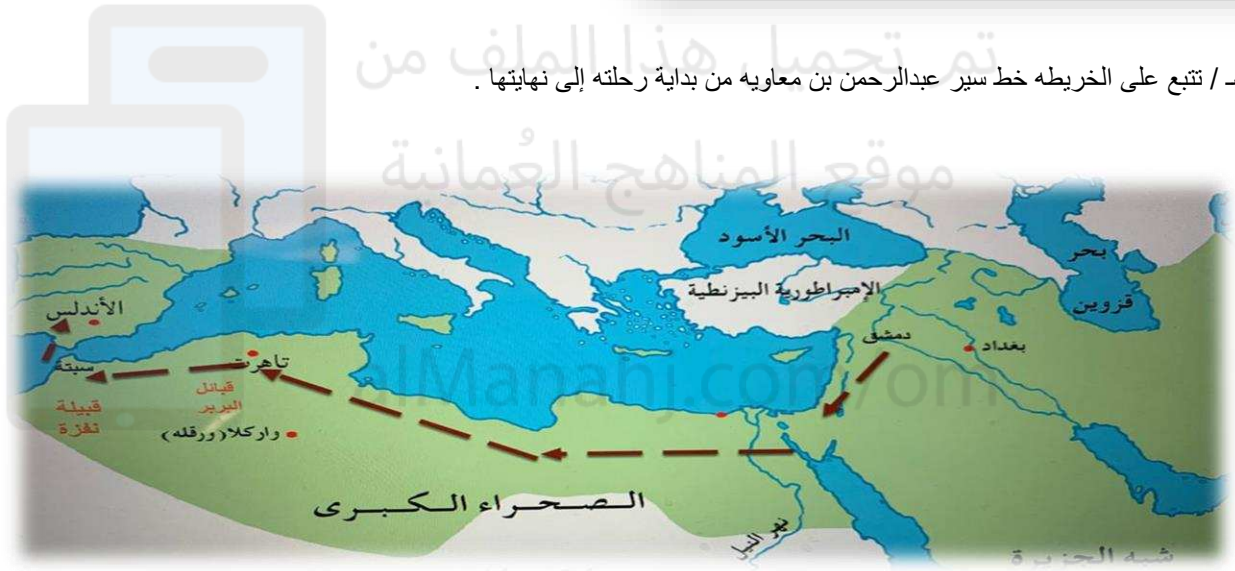 تم تحميل هذا الملف من
ـ / تتبع على الخريطه خط سير عبدالرحمن بن معاويه من بداية رحلته إلى نهايتها .
موقع المناهج العُمانية
البحر الأسود
بحر
قزوين
الإمبراطورية البيزنطية
الأندلس
دمشق
بغداد
تاهرت
سبتة
alManahj.com/om
قبائل
البربر
قبيلة
نفزة
واركلا (ورقله)
الصحراء الكبرى
نهر النيل
شبه الجزيرة